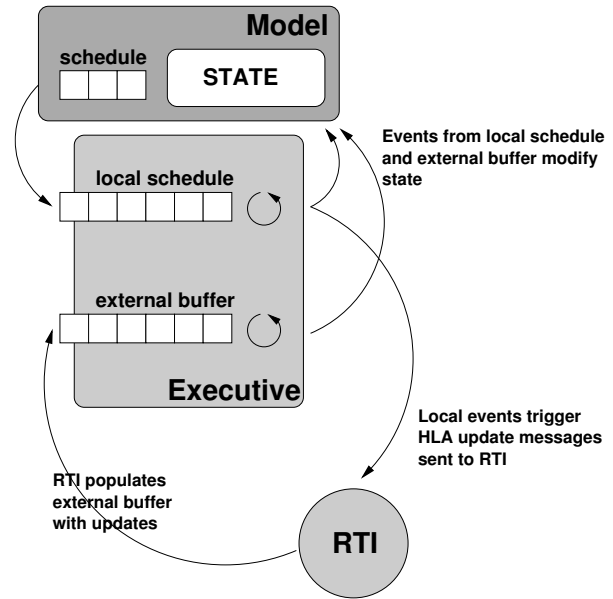 Model
schedule
STATE
Events from local schedule
and external buffer modify
state
local schedule
external buffer
Executive
Local events trigger
HLA update messages
sent to RTI
RTI populates
external buffer
with updates
RTI